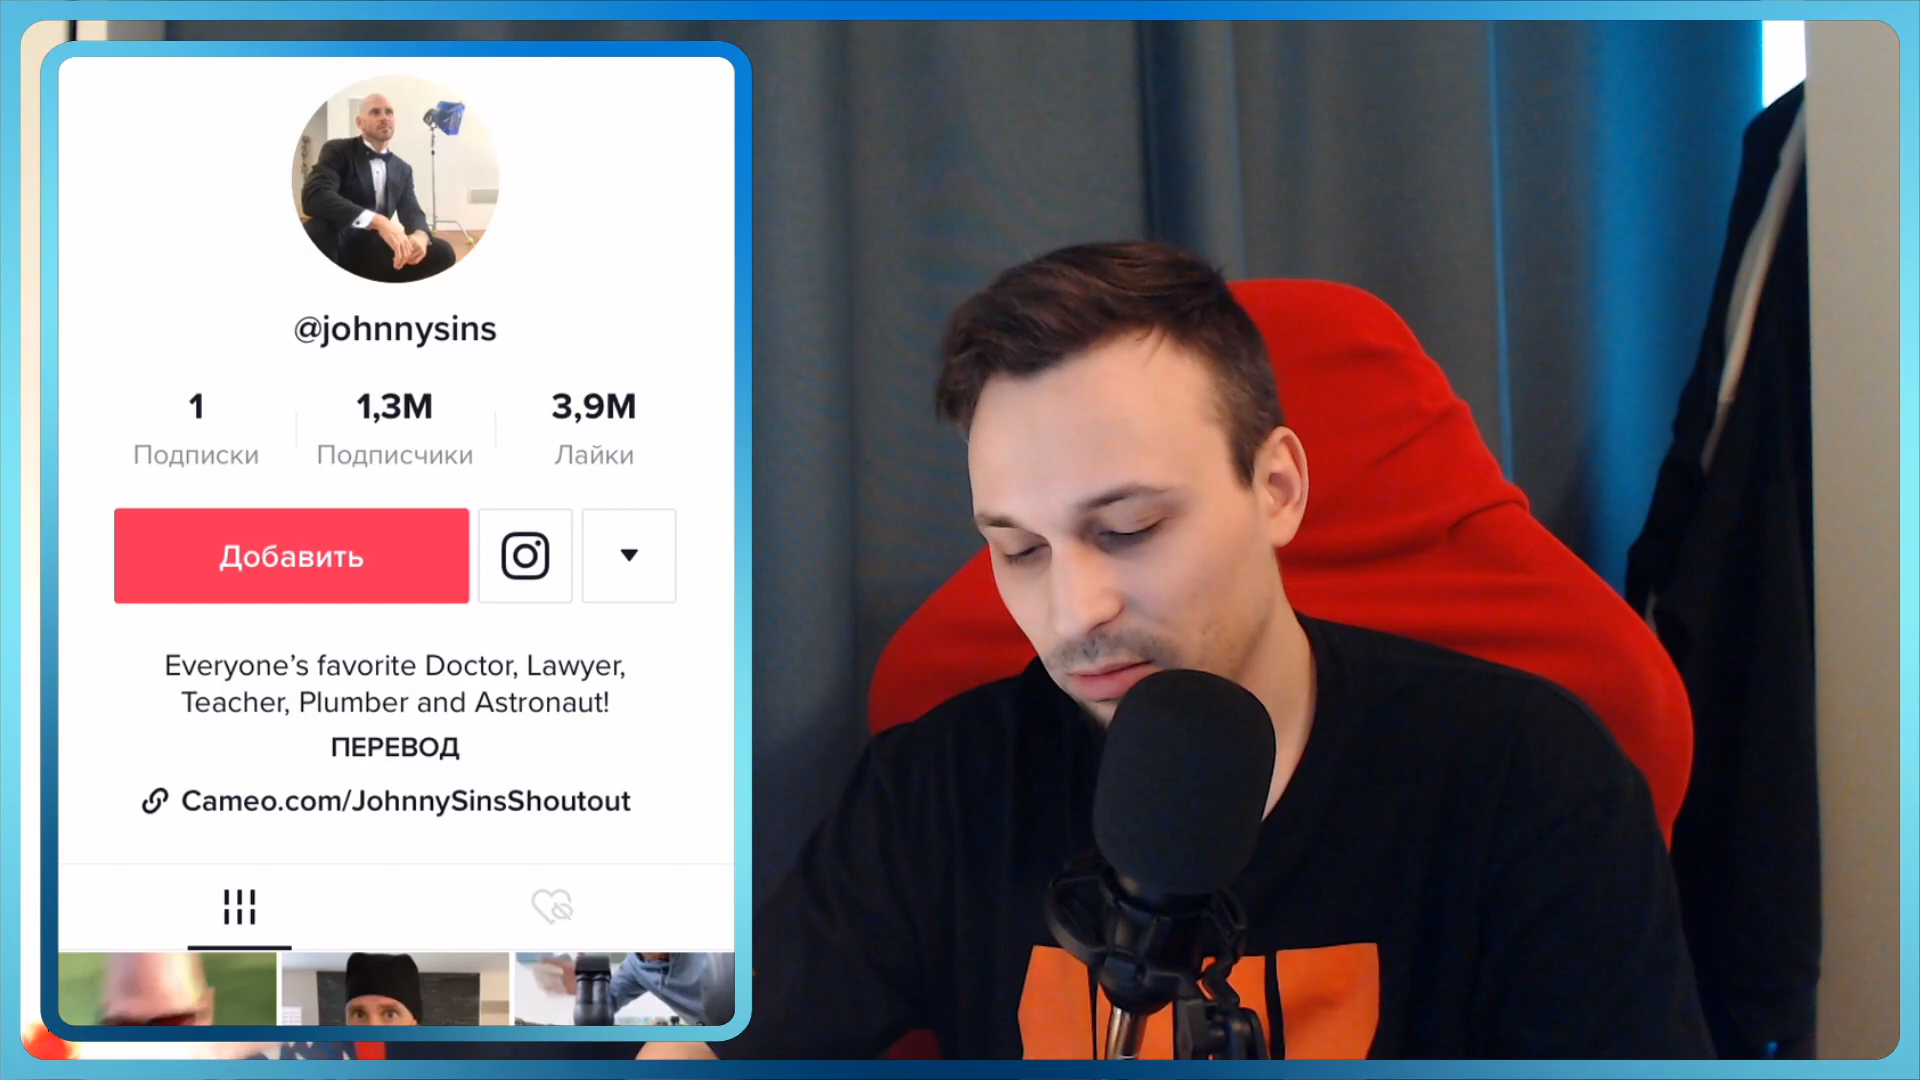 @johnnysins
1 1,3M 3,9M
Подписки Подписчики Лайки
Добавить
Everyone’s favorite Doctor, Lawyer,
Teacher, Plumber and Astronaut!
ПЕРЕВОД
Cameo.com/JohnnySinsShoutout